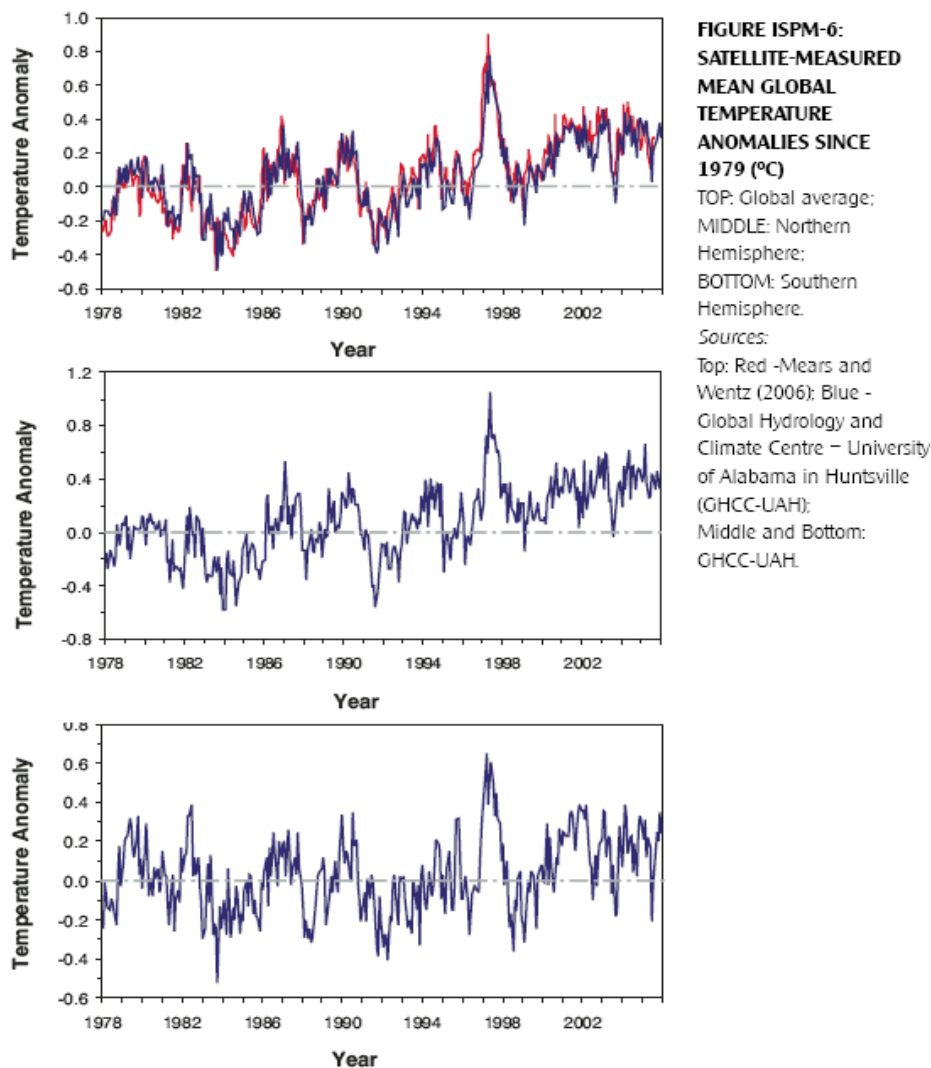 1.0
0.8
0.6
0.4
0.2
0.0
-0.2
-0.4
-0.6
Temperature Anomaly
1978 1982 1986 1990 1994 1998 2002
Year
1.2
0.8
0.4
0.0
-0.4
-0.8
Temperature Anomaly
1978 1982 1986 1990 1994 1998 2002
Year
0.8
0.6
0.4
0.2
0.0
-0.2
-0.4
-0.6
Temperature Anomaly
1978 1982 1986 1990 1994 1998 2002
Year
FIGURE ISPM-6:
SATELLITE-MEASURED
MEAN GLOBAL
TEMPERATURE
ANOMALIES SINCE
1979 (ºC)
TOP: Global average;
MIDDLE: Northern
Hemisphere;
BOTTOM: Southern
Hemisphere.
Sources:
Top: Red -Mears and
Wentz (2006); Blue -
Global Hydrology and
Climate Centre – University
of Alabama in Huntsville
(GHCC-UAH);
Middle and Bottom:
GHCC-UAH.